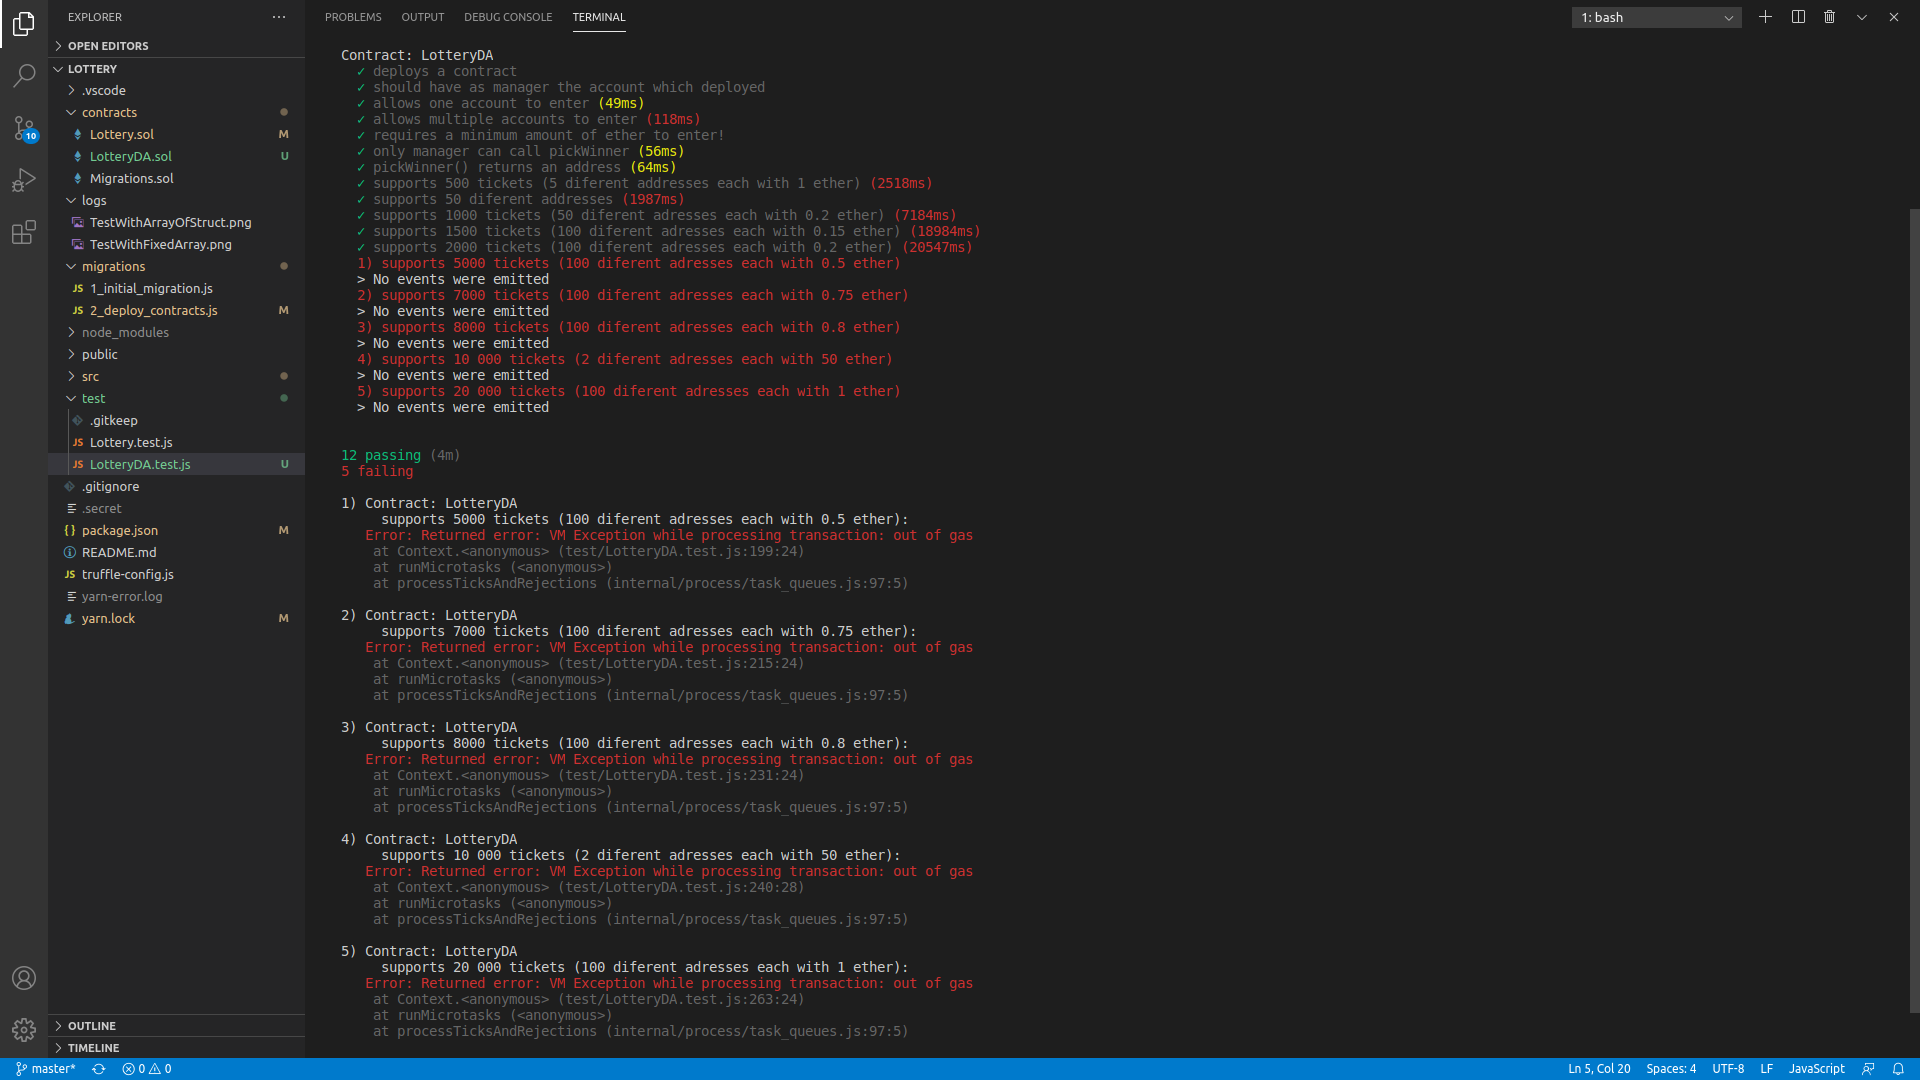 EXPLORER
OPEN EDITORS
LOTTERY
.vscode
contracts
Lottery.sol M
LotteryDA.sol U
Migrations.sol
logs
TestWithArrayOfStruct.png
TestWithFixedArray.png
migrations
JS 1_initial_migration.js
JS 2_deploy_contracts.js M
node_modules
public
src
test
.gitkeep
JS Lottery.test.js
JS LotteryDA.test.js U
.gitignore
.secret
{} package.json M
README.md
JS truffle-config.js
yarn-error.log
yarn.lock M
OUTLINE
TIMELINE
10
PROBLEMS OUTPUT DEBUG CONSOLE TERMINAL
1: bash
Contract: LotteryDA
✓ deploys a contract
✓ should have as manager the account which deployed
✓ allows one account to enter (49ms)
✓ allows multiple accounts to enter (118ms)
✓ requires a minimum amount of ether to enter!
✓ only manager can call pickWinner (56ms)
✓ pickWinner() returns an address (64ms)
✓ supports 500 tickets (5 diferent addresses each with 1 ether) (2518ms)
✓ supports 50 diferent addresses (1987ms)
✓ supports 1000 tickets (50 diferent adresses each with 0.2 ether) (7184ms)
✓ supports 1500 tickets (100 diferent adresses each with 0.15 ether) (18984ms)
✓ supports 2000 tickets (100 diferent adresses each with 0.2 ether) (20547ms)
1) supports 5000 tickets (100 diferent adresses each with 0.5 ether)
> No events were emitted
2) supports 7000 tickets (100 diferent adresses each with 0.75 ether)
> No events were emitted
3) supports 8000 tickets (100 diferent adresses each with 0.8 ether)
> No events were emitted
4) supports 10 000 tickets (2 diferent adresses each with 50 ether)
> No events were emitted
5) supports 20 000 tickets (100 diferent adresses each with 1 ether)
> No events were emitted
12 passing (4m)
5 failing
1) Contract: LotteryDA
supports 5000 tickets (100 diferent adresses each with 0.5 ether):
Error: Returned error: VM Exception while processing transaction: out of gas
at Context.<anonymous> (test/LotteryDA.test.js:199:24)
at runMicrotasks (<anonymous>)
at processTicksAndRejections (internal/process/task_queues.js:97:5)
2) Contract: LotteryDA
supports 7000 tickets (100 diferent adresses each with 0.75 ether):
Error: Returned error: VM Exception while processing transaction: out of gas
at Context.<anonymous> (test/LotteryDA.test.js:215:24)
at runMicrotasks (<anonymous>)
at processTicksAndRejections (internal/process/task_queues.js:97:5)
3) Contract: LotteryDA
supports 8000 tickets (100 diferent adresses each with 0.8 ether):
Error: Returned error: VM Exception while processing transaction: out of gas
at Context.<anonymous> (test/LotteryDA.test.js:231:24)
at runMicrotasks (<anonymous>)
at processTicksAndRejections (internal/process/task_queues.js:97:5)
4) Contract: LotteryDA
supports 10 000 tickets (2 diferent adresses each with 50 ether):
Error: Returned error: VM Exception while processing transaction: out of gas
at Context.<anonymous> (test/LotteryDA.test.js:240:28)
at runMicrotasks (<anonymous>)
at processTicksAndRejections (internal/process/task_queues.js:97:5)
5) Contract: LotteryDA
supports 20 000 tickets (100 diferent adresses each with 1 ether):
Error: Returned error: VM Exception while processing transaction: out of gas
at Context.<anonymous> (test/LotteryDA.test.js:263:24)
at runMicrotasks (<anonymous>)
at processTicksAndRejections (internal/process/task_queues.js:97:5)
master* 0 0 Ln 5, Col 20 Spaces: 4 UTF-8 LF JavaScript